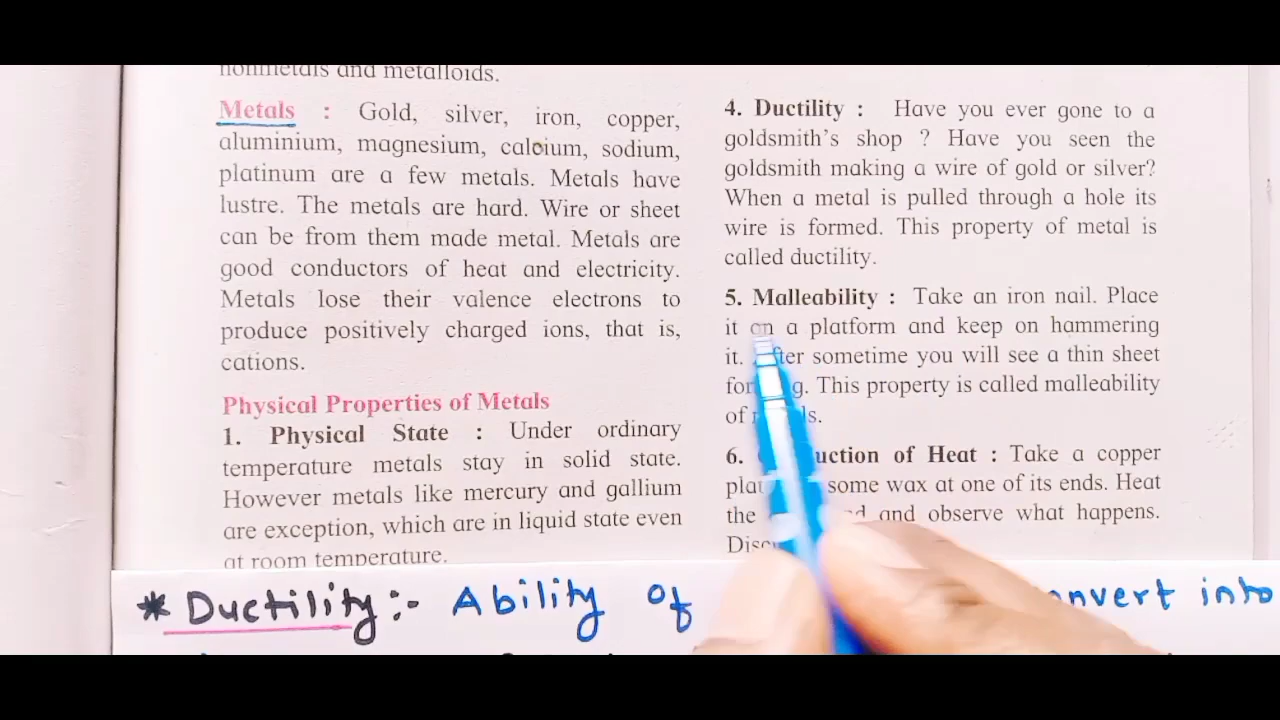 nonmetals and metalloids.
Metals : Gold, silver, iron, copper,
aluminium, magnesium, calcium, sodium,
platinum are a few metals. Metals have
lustre. The metals are hard. Wire or sheet
can be from them made metal. Metals are
good conductors of heat and electricity.
Metals lose their valence electrons to
produce positively charged ions, that is,
cations.
Physical Properties of Metals
1. Physical State : Under ordinary
temperature metals stay in solid state.
However metals like mercury and gallium
are exception, which are in liquid state even
at room temperature.
4. Ductility : Have you ever gone to a
goldsmith's shop ? Have you seen the
goldsmith making a wire of gold or silver?
When a metal is pulled through a hole its
wire is formed. This property of metal is
called ductility.
5. Malleability : Take an iron nail. Place
it on a platform and keep on hammering
it. After sometime you will see a thin sheet
This property is called malleability
of
6. of Heat : Take a copper
some wax at one of its ends. Heat
the and observe what happens.
* Ductility :- Ability of into